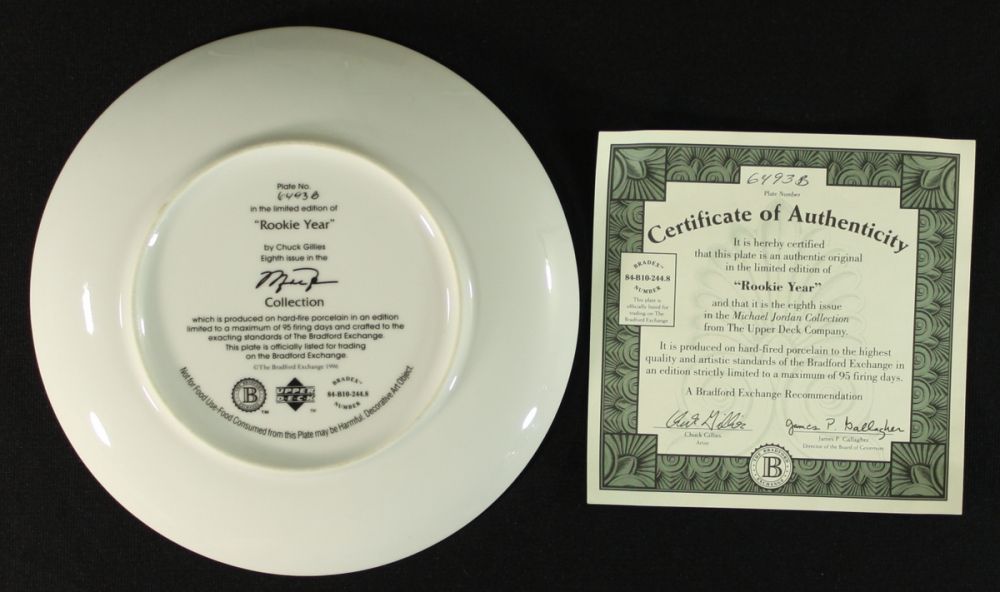 Plate No.
6493B
in the limited edition of
"Rookie Year"
by Chuck Gillies
Eighth issue in the
Collection
which is produced on hard-fire porcelain in an edition
limited to a maximum of 95 firing days and crafted to the
exacting standards of The Bradford Exchange.
This plate is officially listed for trading
on the Bradford Exchange.
©The Bradford Exchange 1996
B
™
UPPER
DECK
™
BRADEX™
84-B10-244.8
NUMBER
Not for Food Use-Food Consumed from this Plate may be Harmful. Decorative Art Object.
6493B
Plate Number
Certificate of Authenticity
It is hereby certified
that this plate is an authentic original
in the limited edition of
"Rookie Year"
and that it is the eighth issue
in the Michael Jordan Collection
from The Upper Deck Company.
BRADEX™
84-B10-244.8
NUMBER
This plate is
officially listed for
trading on The
Bradford Exchange
It is produced on hard-fired porcelain to the highest
quality and artistic standards of the Bradford Exchange in
an edition strictly limited to a maximum of 95 firing days.
A Bradford Exchange Recommendation
Chuck Gillies
Chuck Gillies
Artist
James P. Gallagher
James P. Gallagher
Director of the Board of Governors
THE BRADFORD
B
EXCHANGE